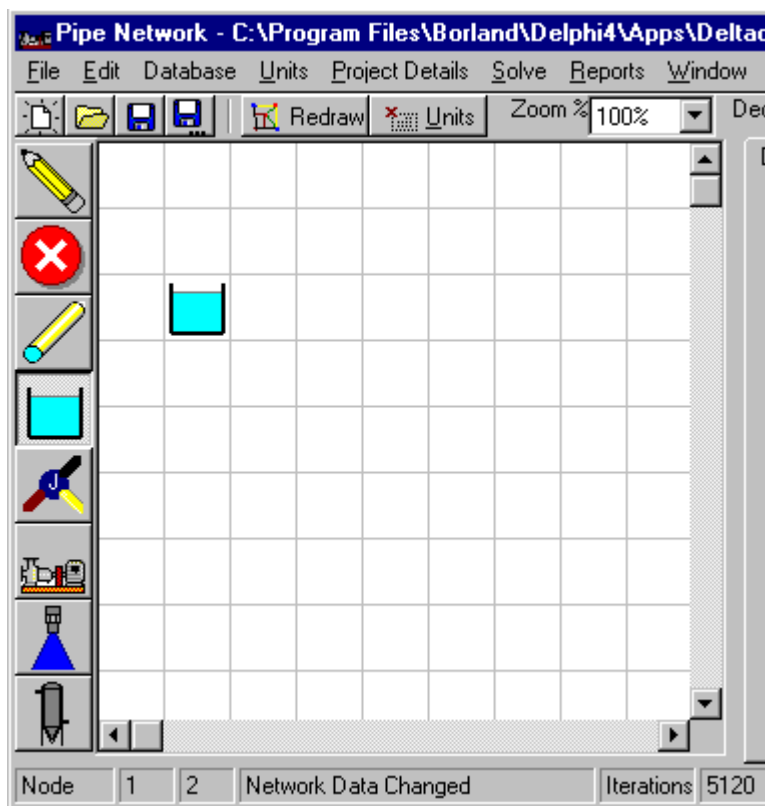 Pipe Network - C:\Program Files\Borland\Delphi4\Apps\Deltac
File Edit Database Units Project Details Solve Reports Window
Redraw Units Zoom % 100% Dec
J
Node 1 2 Network Data Changed Iterations 5120